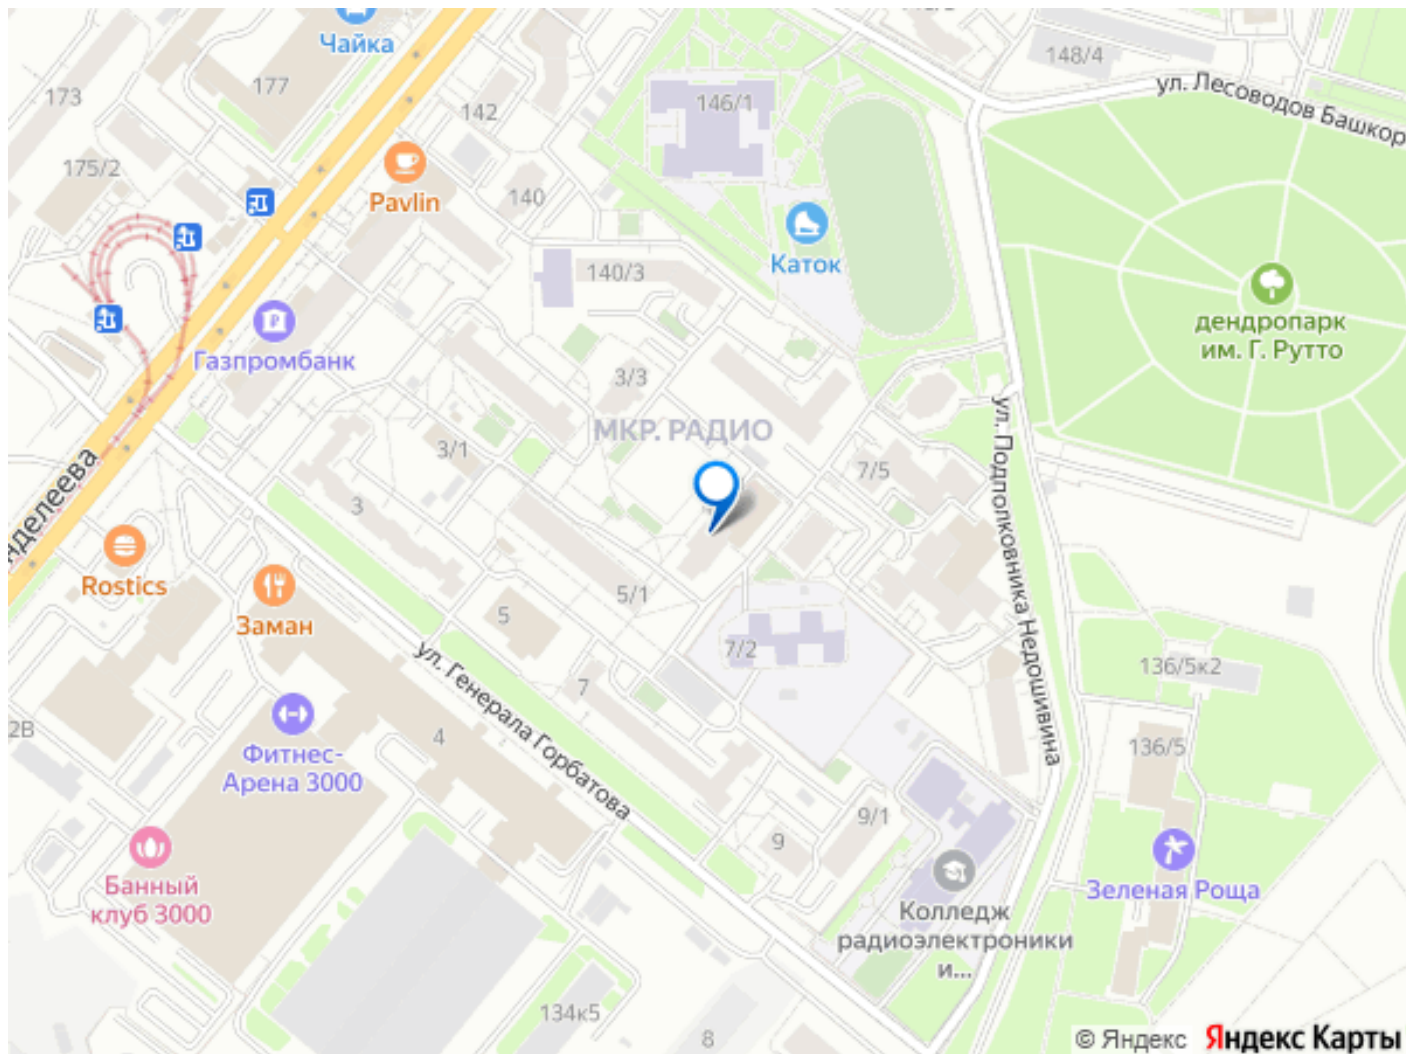 Чайка
148/4
177
173
ул. Лесоводов Башкор
146/1
142
175/2
140
Pavlin
Каток
140/3
дендропарк
им. Г. Рутто
Газпромбанк
3/3
МКР. РАДИО
3/1
7/5
ул. Подполковника Недошивина
нделеева
3
Rostics
5/1
Заман
5
7/2
136/5к2
ул. Генерала Горбатова
7
2В
4
136/5
Фитнес-
Арена 3000
9/1
9
Банный
клуб 3000
Зеленая Роща
Колледж
радиоэлектроники
и...
134к5
8
© Яндекс Яндекс Карты